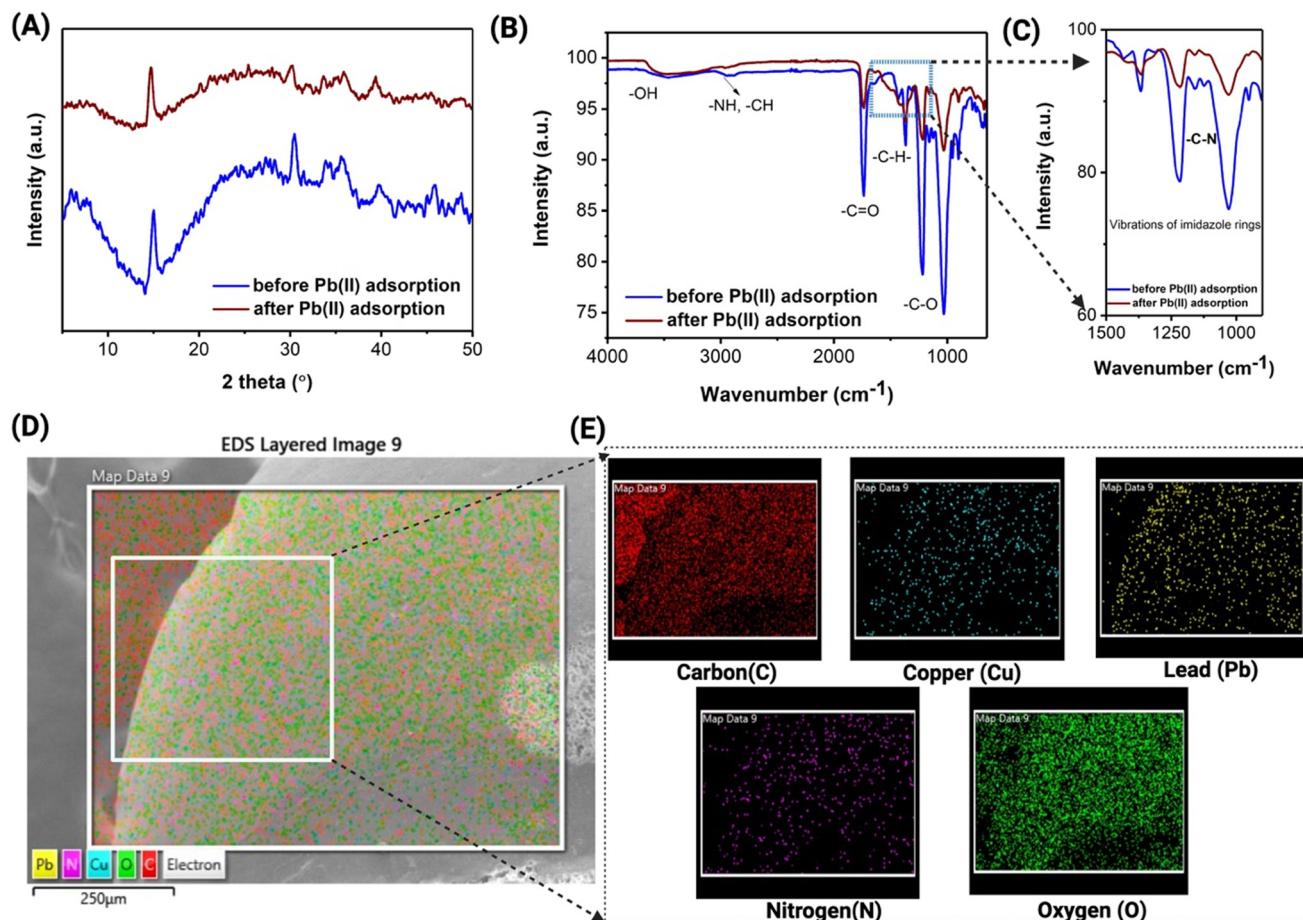 (A)
Intensity (a.u.)
before Pb(II) adsorption
after Pb(II) adsorption
5
10
20
30
40
50
2 theta (°)
(B)
Intensity (a.u.)
100
95
90
85
80
75
-OH
-NH, -CH
-C=O
-C-H-
-C-O
before Pb(II) adsorption
after Pb(II) adsorption
4000
3000
2000
1000
Wavenumber (cm-1)
(C)
Intensity (a.u.)
100
80
60
-C-N
Vibrations of imidazole rings
before Pb(II) adsorption
after Pb(II) adsorption
1500
1250
1000
Wavenumber (cm-1)
(D)
EDS Layered Image 9
Map Data 9
Pb N Cu O C Electron
250μm
(E)
Map Data 9
Carbon(C)
Map Data 9
Copper (Cu)
Map Data 9
Lead (Pb)
Map Data 9
Nitrogen(N)
Map Data 9
Oxygen (O)